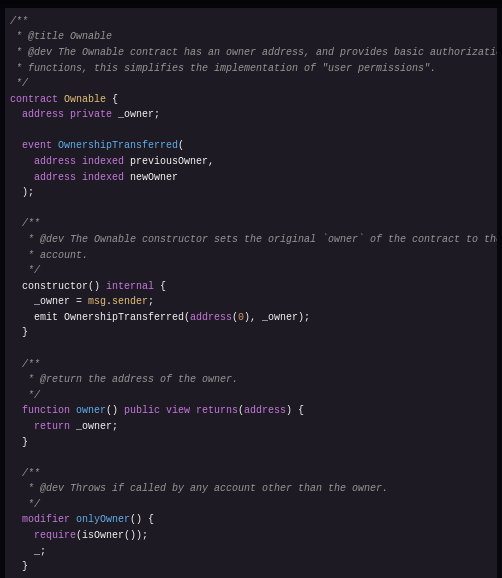 /**
 * @title Ownable
 * @dev The Ownable contract has an owner address, and provides basic
 * functions, this simplifies the implementation of "user permissions".
 */
contract Ownable {
  address private _owner;

  event OwnershipTransferred(
    address indexed previousOwner,
    address indexed newOwner
  );

  /**
   * @dev The Ownable constructor sets the original `owner` of the contract to
   * account.
   */
  constructor() internal {
    _owner = msg.sender;
    emit OwnershipTransferred(address(0), _owner);
  }

  /**
   * @return the address of the owner.
   */
  function owner() public view returns(address) {
    return _owner;
  }

  /**
   * @dev Throws if called by any account other than the owner.
   */
  modifier onlyOwner() {
    require(isOwner());
    _;
  }